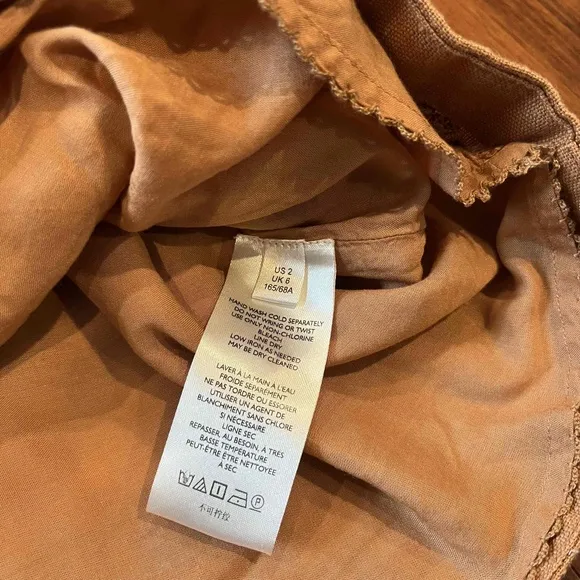 US 2
UK 6
165/68A
HAND WASH COLD SEPARATELY
DO NOT WRING OR TWIST
USE ONLY NON-CHLORINE
BLEACH
LINE DRY
LOW IRON AS NEEDED
MAY BE DRY CLEANED
LAVER À LA MAIN À L'EAU
FROIDE SEPARÉMENT
NE PAS TORDRE OU ESSORER
UTILISER UN AGENT DE
BLANCHIMENT SANS CHLORE
SI NÉCESSAIRE
LIGNE SEC
REPASSER, AU BESOIN, A TRES
BASSE TEMPÉRATURE
PEUT-ÊTRE ÊTRE NETTOYÉE
À SEC
P
不可拧拉